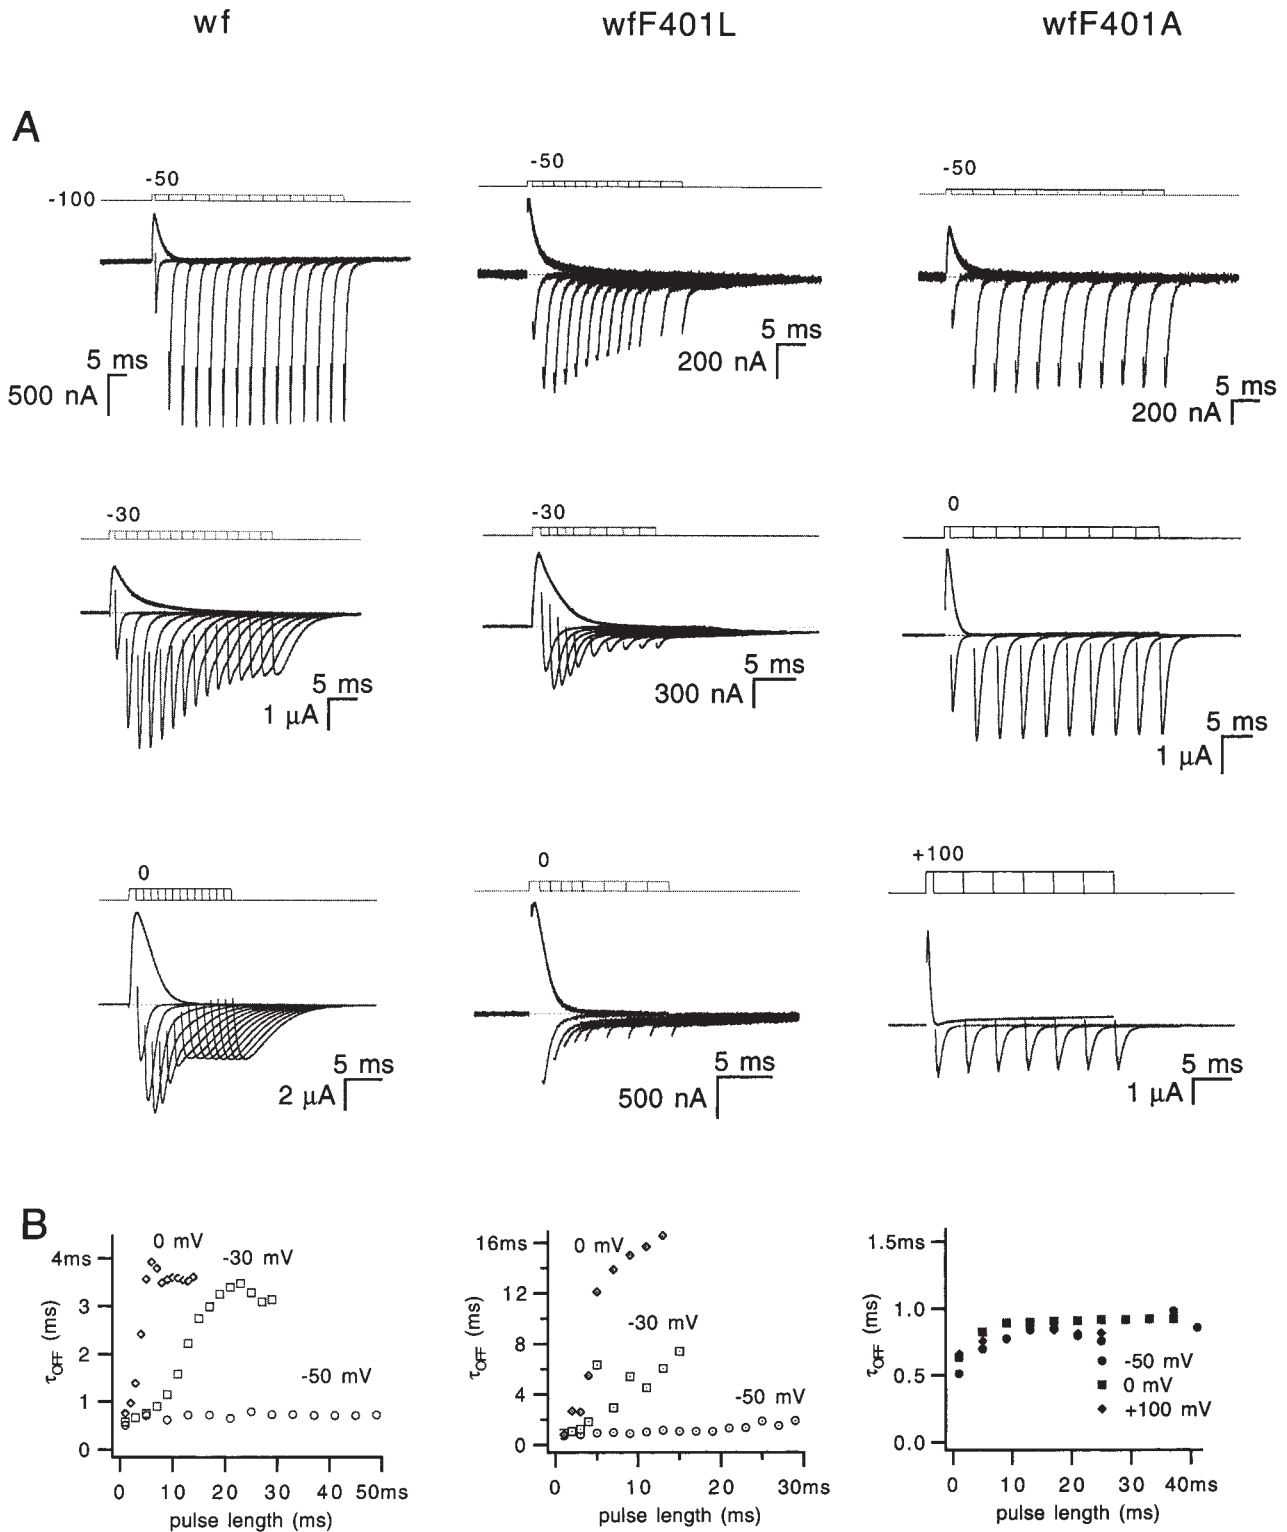 wf wfF401L wfF401A
A
-50 -50 -50
-100
5 ms 5 ms 5 ms
500 nA 200 nA 200 nA
-30 -30 0
5 ms 5 ms 5 ms
1 μA 300 nA 1 μA
0 0 +100
5 ms 5 ms 5 ms
2 μA 500 nA 1 μA
B
4ms
3
2
1
0
τOFF (ms)
0 mV
-30 mV
-50 mV
0 10 20 30 40 50ms
pulse length (ms)
16ms
12
8
4
0
τOFF (ms)
0 mV
-30 mV
-50 mV
0 10 20 30ms
pulse length (ms)
1.5ms
1.0
0.5
0.0
τOFF (ms)
-50 mV
0 mV
+100 mV
0 10 20 30 40ms
pulse length (ms)